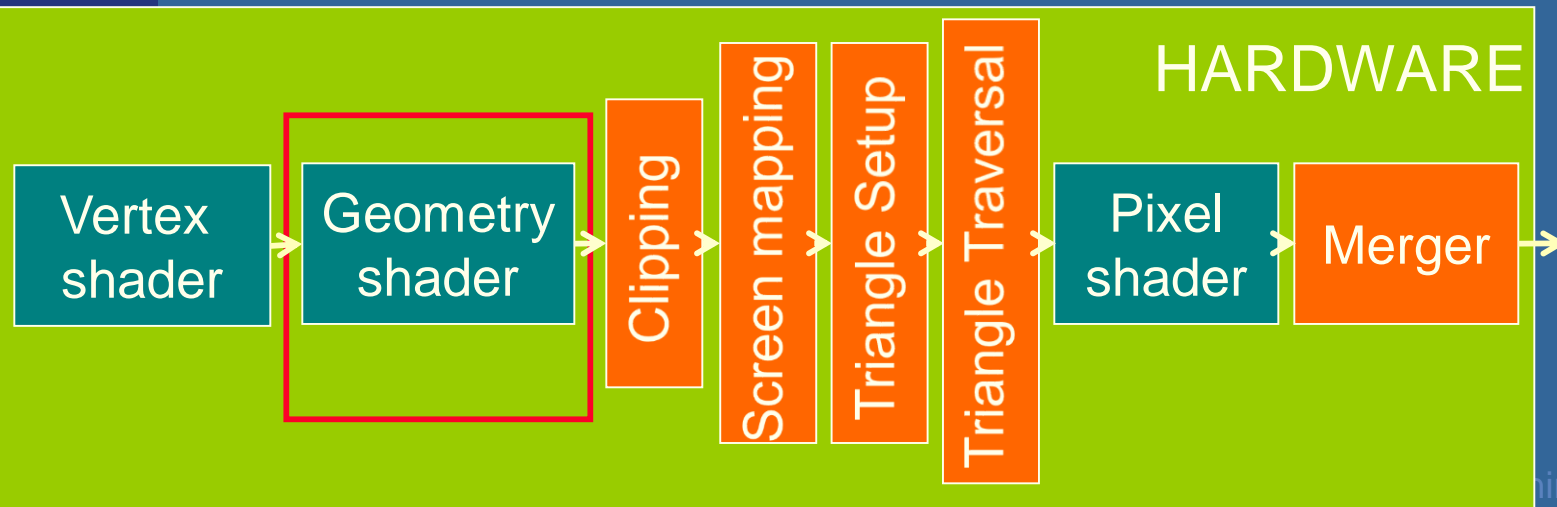 HARDWARE
Vertex
shader
Geometry
shader
Clipping
Screen mapping
Triangle Setup
Triangle Traversal
Pixel
shader
Merger